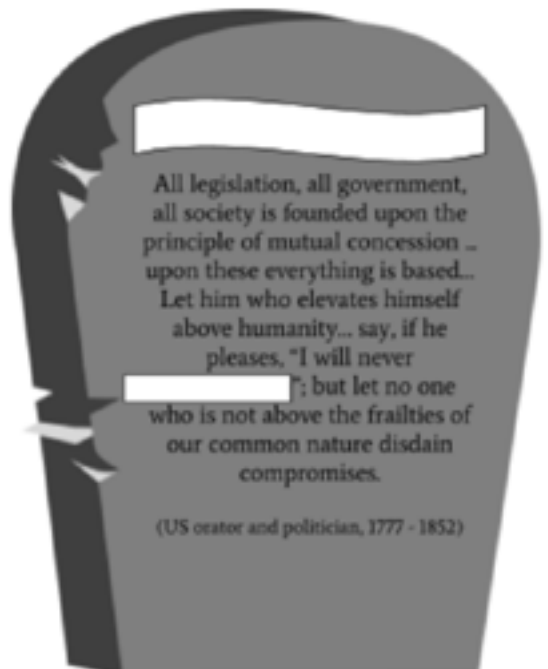 All legislation, all government,
all society is founded upon the
principle of mutual concession ..
upon these everything is based...
Let him who elevates himself
above humanity... say, if he
pleases, "I will never
"; but let no one
who is not above the frailties of
our common nature disdain
compromises.
(US orator and politician, 1777 - 1852)